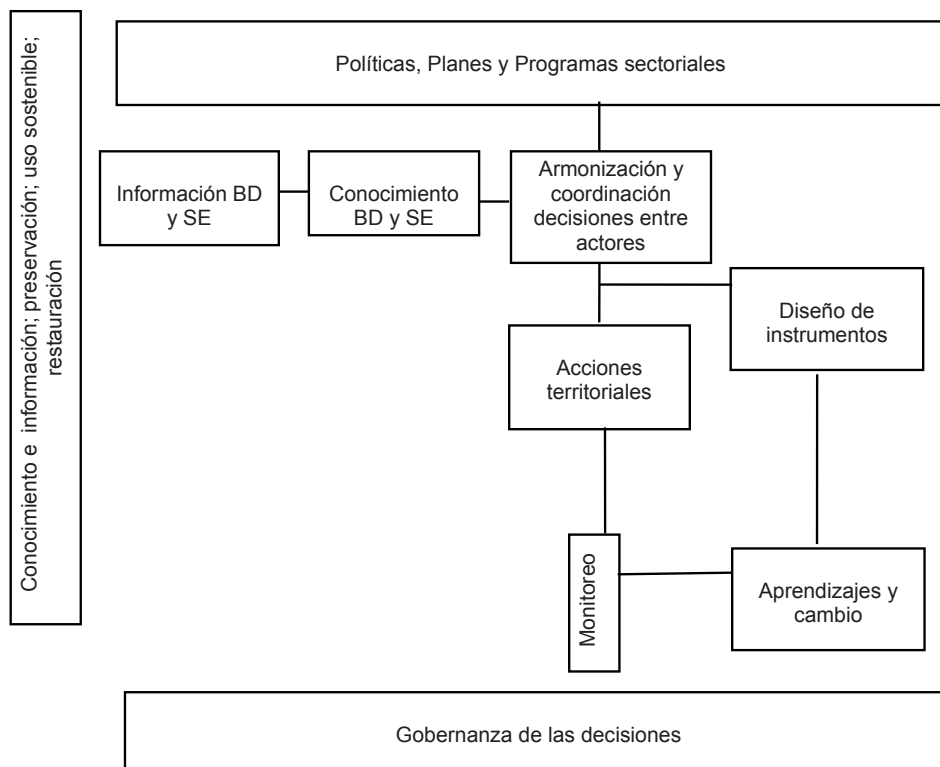 Conocimiento e información; preservación; uso sostenible;
restauración
Políticas, Planes y Programas sectoriales
Información BD
y SE
Conocimiento
BD y SE
Armonización y
coordinación
decisiones entre
actores
Diseño de
instrumentos
Acciones
territoriales
Monitoreo
Aprendizajes y
cambio
Gobernanza de las decisiones